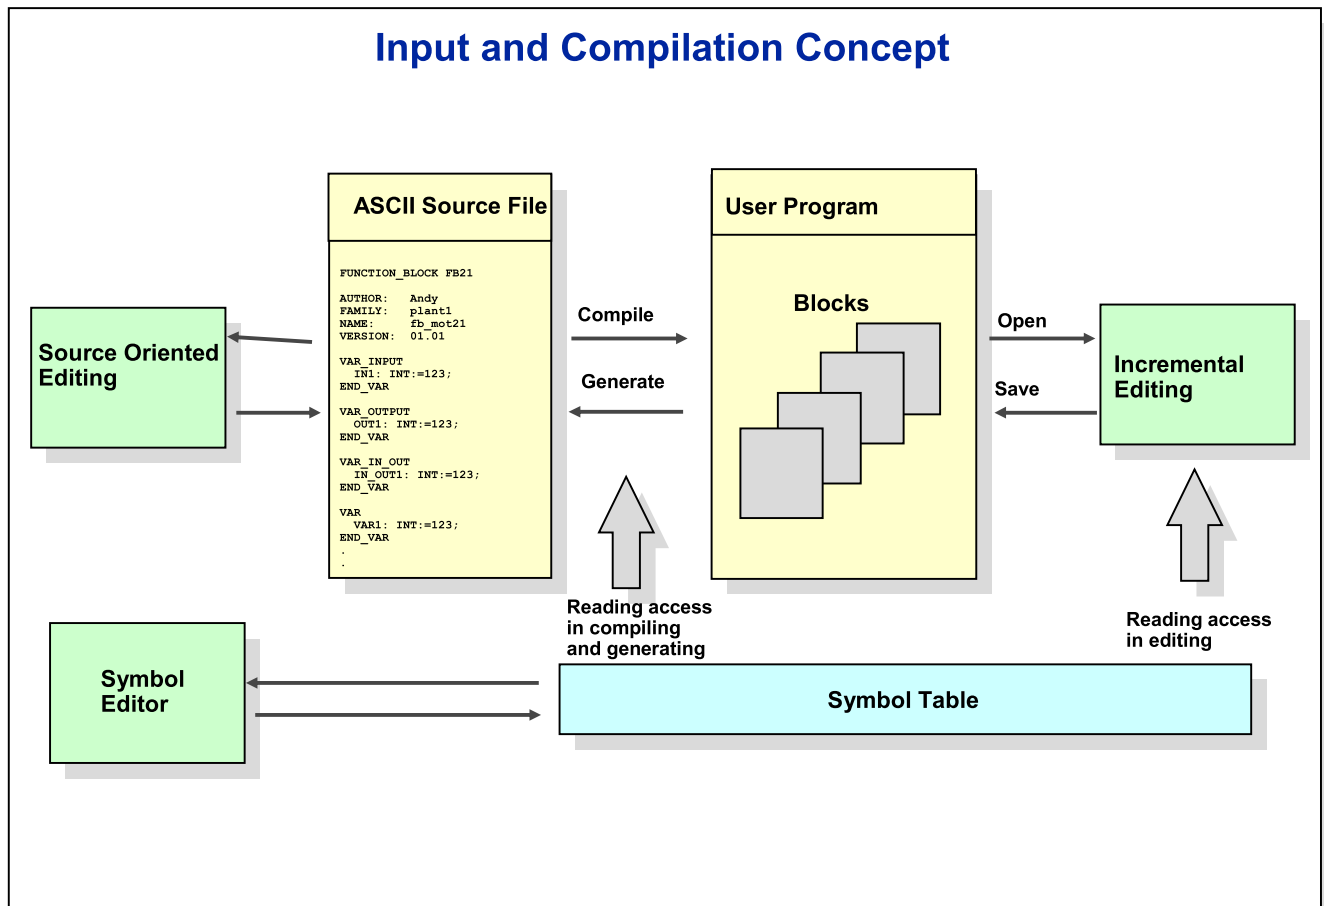 Input and Compilation Concept
ASCII Source File
FUNCTION_BLOCK FB21
AUTHOR: Andy
FAMILY: plant1
NAME: fb_mot21
VERSION: 01.01
VAR_INPUT
IN1: INT:=123;
END_VAR
VAR_OUTPUT
OUT1: INT:=123;
END_VAR
VAR_IN_OUT
IN_OUT1: INT:=123;
END_VAR
VAR
VAR1: INT:=123;
END_VAR
.
.
User Program
Blocks
Source Oriented
Editing
Compile
Generate
Open
Save
Incremental
Editing
Reading access
in compiling
and generating
Reading access
in editing
Symbol
Editor
Symbol Table